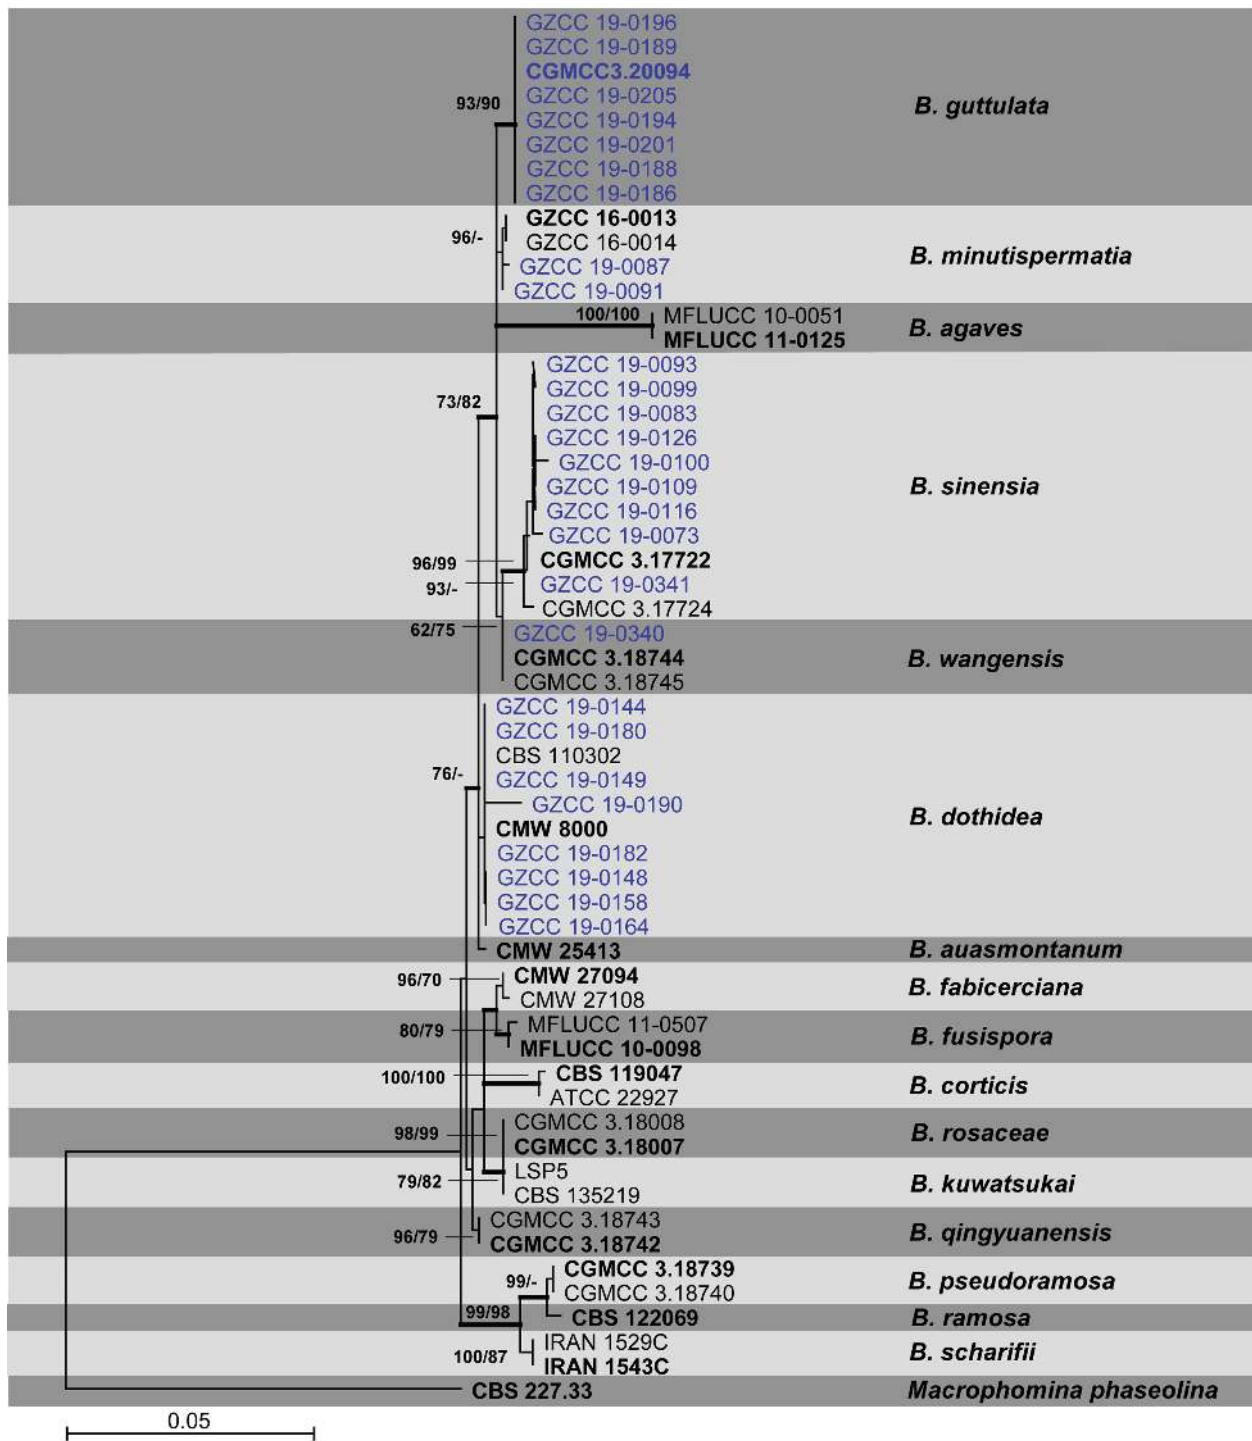 GZCC 19-0196
GZCC 19-0189
CGMCC3.20094
93/90
GZCC 19-0205
B. guttulata
GZCC 19-0194
GZCC 19-0201
GZCC 19-0188
GZCC 19-0186
GZCC 16-0013
96/-
GZCC 16-0014
B. minutispermatia
GZCC 19-0087
GZCC 19-0091
100/100
MFLUCC 10-0051
B. agaves
MFLUCC 11-0125
GZCC 19-0093
GZCC 19-0099
73/82
GZCC 19-0083
GZCC 19-0126
GZCC 19-0100
GZCC 19-0109
B. sinensia
GZCC 19-0116
GZCC 19-0073
96/99
CGMCC 3.17722
93/-
GZCC 19-0341
CGMCC 3.17724
62/75
GZCC 19-0340
CGMCC 3.18744
B. wangensis
CGMCC 3.18745
GZCC 19-0144
GZCC 19-0180
CBS 110302
76/-
GZCC 19-0149
GZCC 19-0190
B. dothidea
CMW 8000
GZCC 19-0182
GZCC 19-0148
GZCC 19-0158
GZCC 19-0164
CMW 25413
B. auasmontanum
96/70
CMW 27094
B. fabicerciana
CMW 27108
80/79
MFLUCC 11-0507
B. fusispora
MFLUCC 10-0098
100/100
CBS 119047
B. corticis
ATCC 22927
98/99
CGMCC 3.18008
B. rosaceae
CGMCC 3.18007
79/82
LSP5
B. kuwatsukai
CBS 135219
CGMCC 3.18743
B. qingyuanensis
96/79
CGMCC 3.18742
99/-
CGMCC 3.18739
B. pseudoramosa
CGMCC 3.18740
99/98
CBS 122069
B. ramosa
100/87
IRAN 1529C
B. scharifii
IRAN 1543C
CBS 227.33
Macrophomina phaseolina
0.05